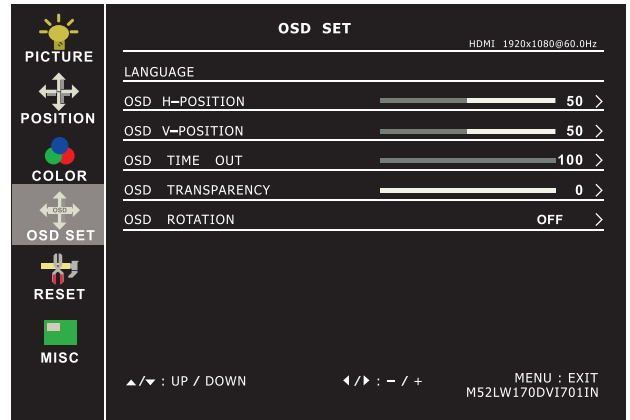 OSD SET
HDMI 1920x1080@60.0Hz
PICTURE
POSITION
COLOR
OSD
OSD SET
RESET
MISC
LANGUAGE
OSD H–POSITION 50 >
OSD V–POSITION 50 >
OSD TIME OUT 100 >
OSD TRANSPARENCY 0 >
OSD ROTATION OFF >
▲/▼ : UP / DOWN ◀/▶ : – / + MENU : EXIT
M52LW170DVI701IN